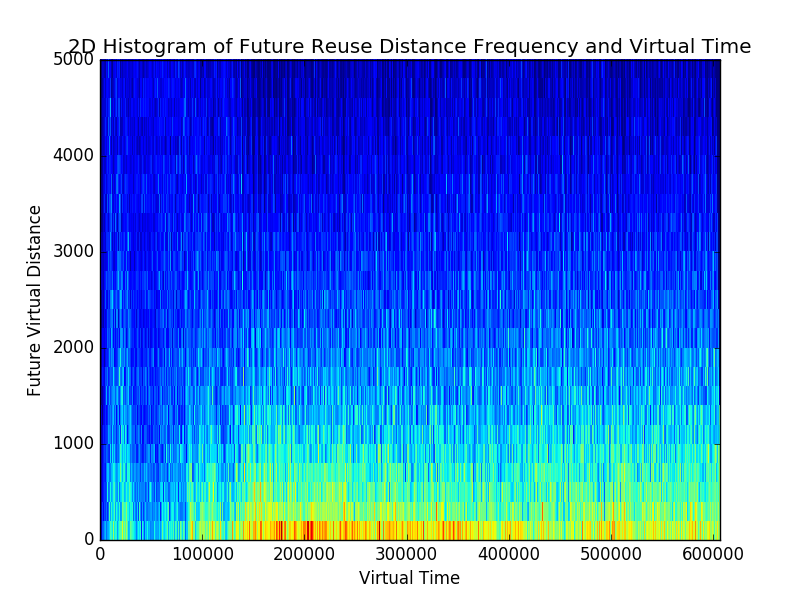 2D Histogram of Future Reuse Distance Frequency and Virtual Time
5000
4000
3000
2000
1000
0
Future Virtual Distance
0 100000 200000 300000 400000 500000 600000
Virtual Time